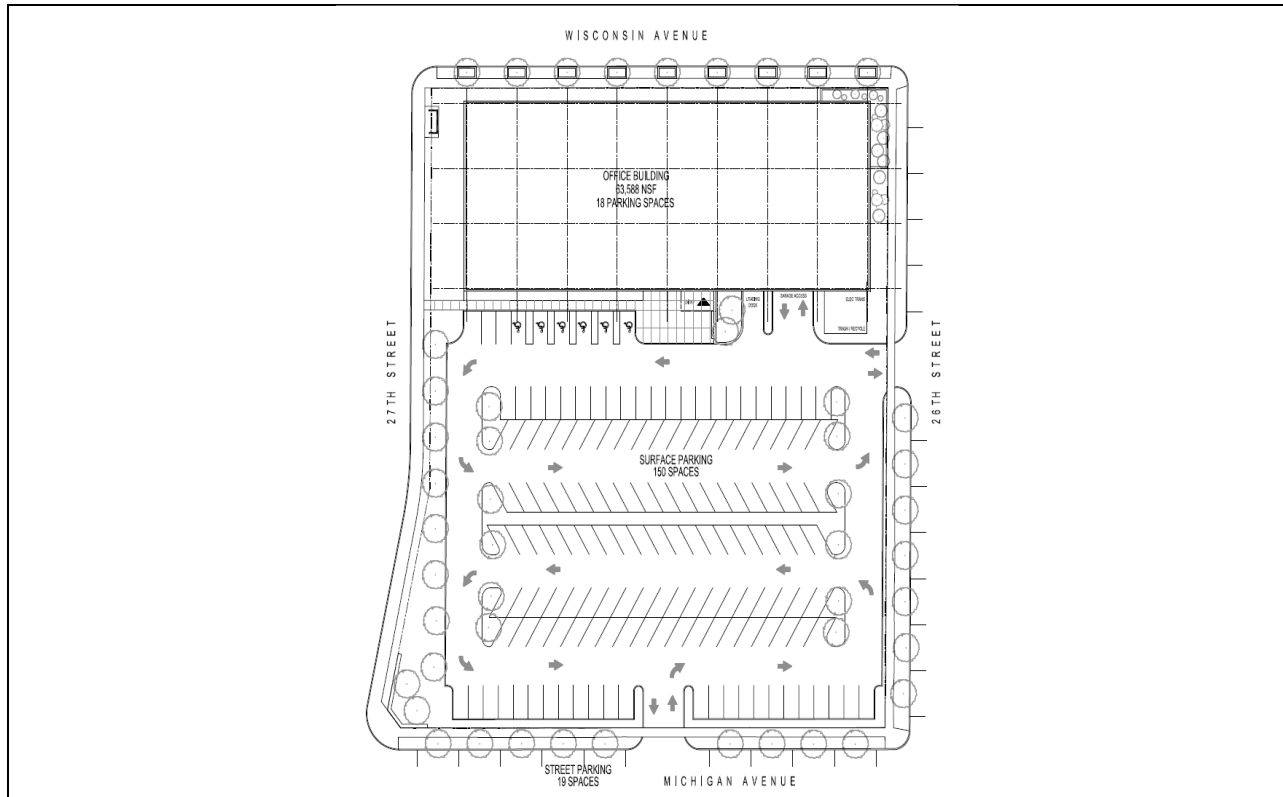 WISCONSIN AVENUE
OFFICE BUILDING
63,588 NSF
18 PARKING SPACES
LOADING
DOCK
GARAGE ACCESS
ELEC TRANS
TRASH / RECYCLE
27TH STREET
26TH STREET
SURFACE PARKING
150 SPACES
STREET PARKING
19 SPACES
MICHIGAN AVENUE